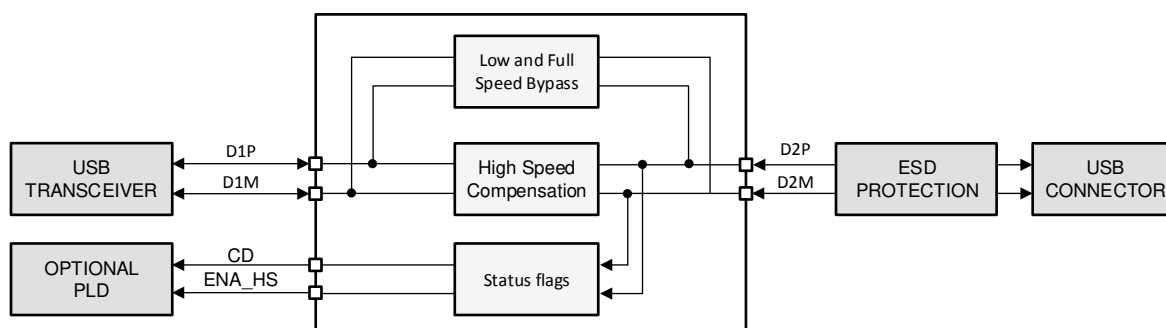 Low and Full
Speed Bypass
D1P
D2P
USB
TRANSCEIVER
D1M
High Speed
Compensation
D2M
ESD
PROTECTION
USB
CONNECTOR
CD
OPTIONAL
PLD
ENA_HS
Status flags